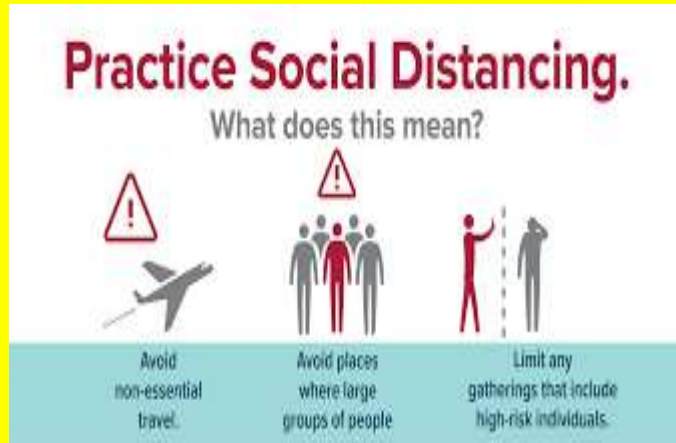 Practice Social Distancing.
What does this mean?
!
!
Avoid
non-essential
travel.
Avoid places
where large
groups of people
Limit any
gatherings that include
high-risk individuals.